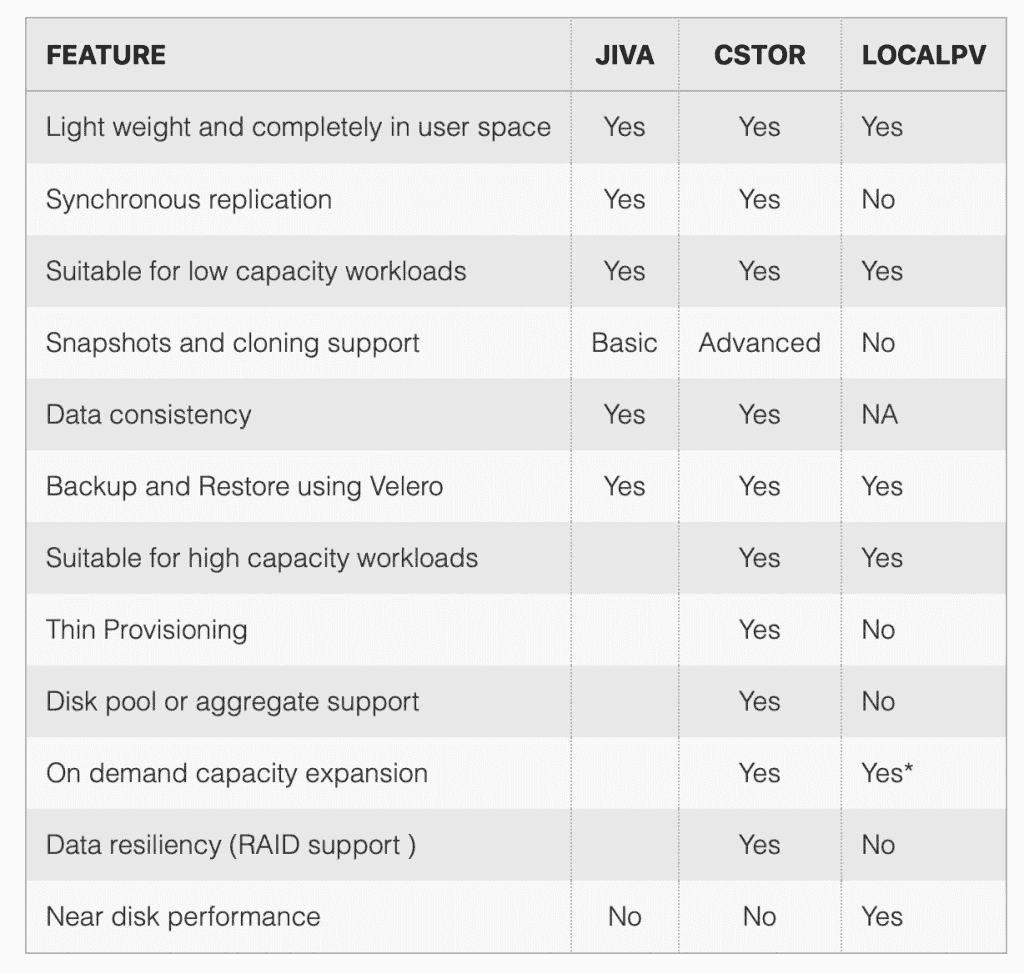 FEATURE JIVA CSTOR LOCALPV
Light weight and completely in user space Yes Yes Yes
Synchronous replication Yes Yes No
Suitable for low capacity workloads Yes Yes Yes
Snapshots and cloning support Basic Advanced No
Data consistency Yes Yes NA
Backup and Restore using Velero Yes Yes Yes
Suitable for high capacity workloads Yes Yes
Thin Provisioning Yes No
Disk pool or aggregate support Yes No
On demand capacity expansion Yes Yes*
Data resiliency (RAID support ) Yes No
Near disk performance No No Yes